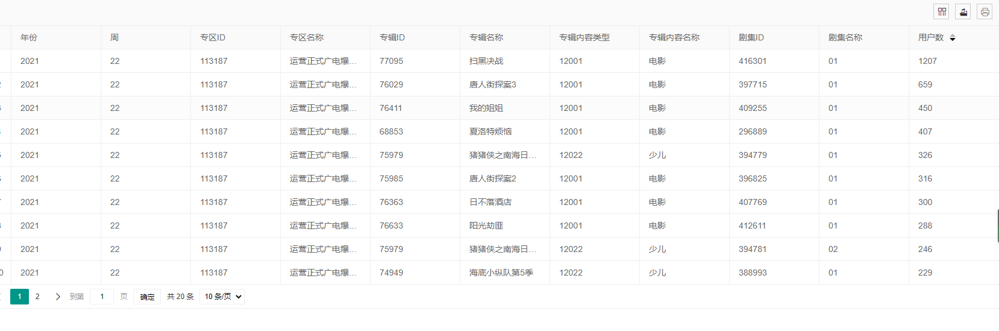 年份 周 专区ID 专区名称 专辑ID 专辑名称 专辑内容类型 专辑内容名称 剧集ID 剧集名称 用户数
2021 22 113187 运营正式广电爆... 77095 扫黑决战 12001 电影 416301 01 1207
2021 22 113187 运营正式广电爆... 76029 唐人街探案3 12001 电影 397715 01 659
2021 22 113187 运营正式广电爆... 76411 我的姐姐 12001 电影 409255 01 450
2021 22 113187 运营正式广电爆... 68853 夏洛特烦恼 12001 电影 296889 01 407
2021 22 113187 运营正式广电爆... 75979 猪猪侠之南海日... 12022 少儿 394779 01 326
2021 22 113187 运营正式广电爆... 75985 唐人街探案2 12001 电影 396825 01 316
2021 22 113187 运营正式广电爆... 76363 日不落酒店 12001 电影 407769 01 300
2021 22 113187 运营正式广电爆... 76633 阳光劫匪 12001 电影 412611 01 288
2021 22 113187 运营正式广电爆... 75979 猪猪侠之南海日... 12022 少儿 394781 02 246
2021 22 113187 运营正式广电爆... 74949 海底小纵队第5季 12022 少儿 388993 01 229
1 2 到第 1 页 确定 共 20 条 10 条/页